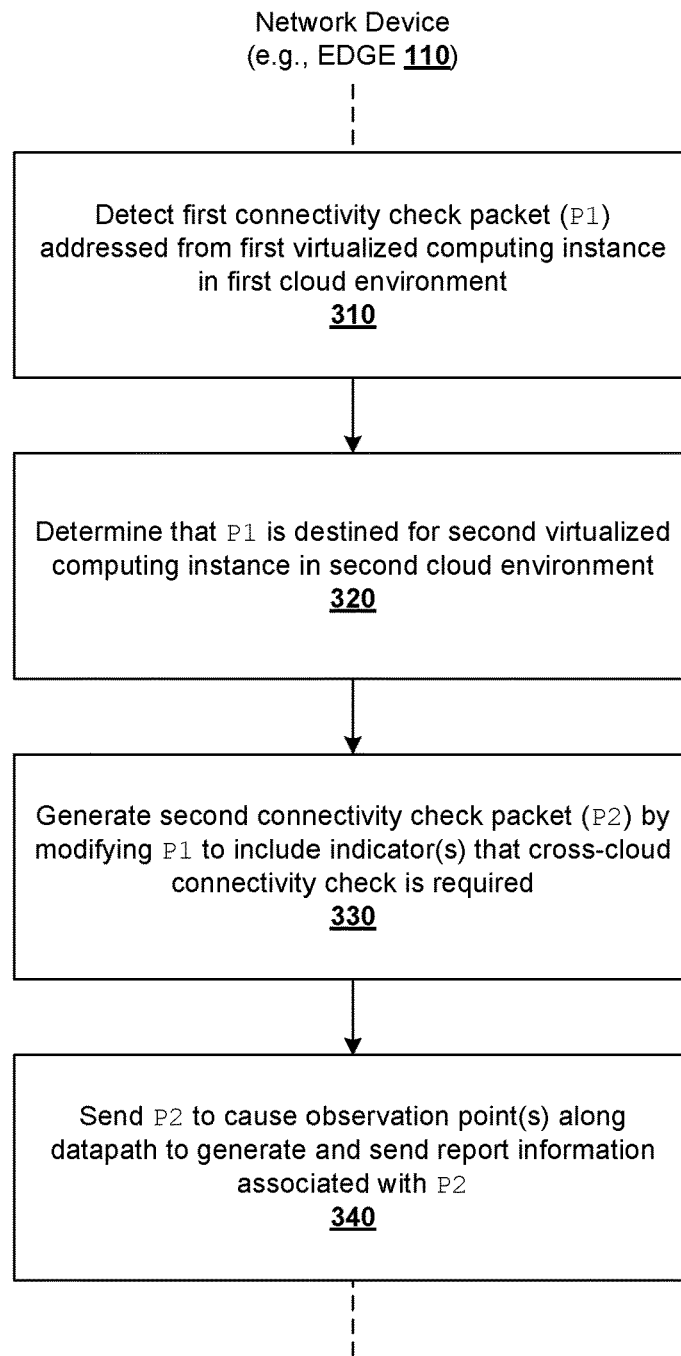 Network Device
(e.g., EDGE 110)
Detect first connectivity check packet (P1)
addressed from first virtualized computing instance
in first cloud environment
310
Determine that P1 is destined for second virtualized
computing instance in second cloud environment
320
Generate second connectivity check packet (P2) by
modifying P1 to include indicator(s) that cross-cloud
connectivity check is required
330
Send P2 to cause observation point(s) along
datapath to generate and send report information
associated with P2
340